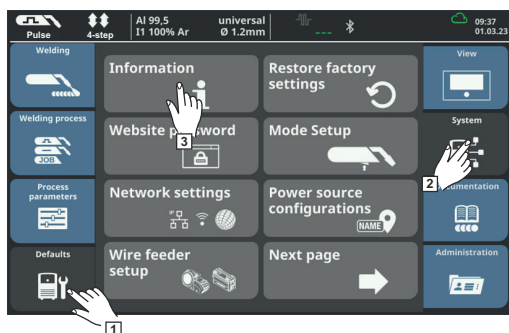 Pulse
4-step
Al 99,5 universal
I1 100% Ar Ø 1.2mm
---
09:37
01.03.23
Welding
Welding process
JOB
Process
parameters
Defaults
Information
Restore factory
settings
Website p sword
Mode Setup
Network settings
Power source
configurations
NAME
Wire feeder
setup
Next page
View
System
cumentation
Administration
1
2
3